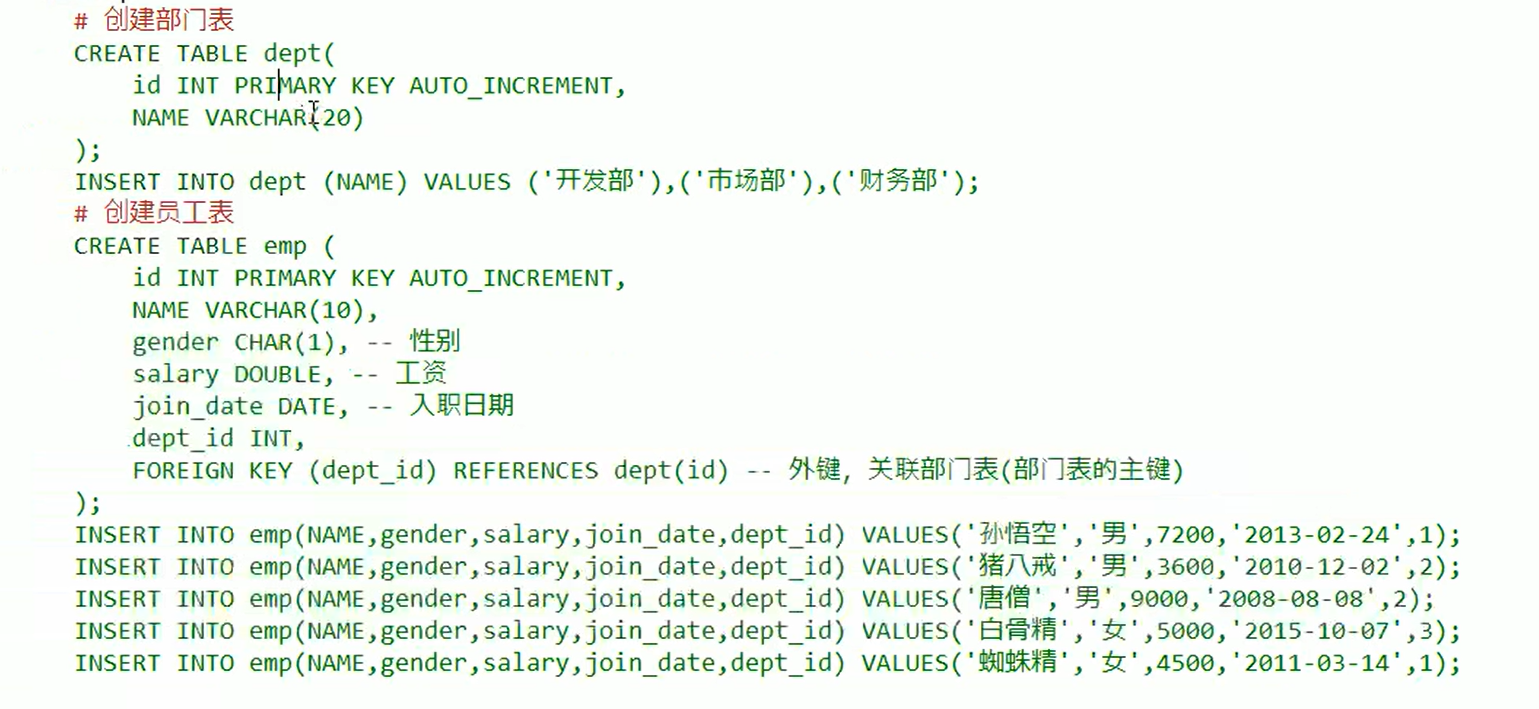 # 创建部门表
CREATE TABLE dept(
    id INT PRIMARY KEY AUTO_INCREMENT,
    NAME VARCHAR(20)
);
INSERT INTO dept (NAME) VALUES ('开发部'),('市场部'),('财务部');
# 创建员工表
CREATE TABLE emp (
    id INT PRIMARY KEY AUTO_INCREMENT,
    NAME VARCHAR(10),
    gender CHAR(1), -- 性别
    salary DOUBLE, -- 工资
    join_date DATE, -- 入职日期
    dept_id INT,
    FOREIGN KEY (dept_id) REFERENCES dept(id) -- 外键，关联部门表(部门表的主键)
);
INSERT INTO emp(NAME,gender,salary,join_date,dept_id) VALUES('孙悟空','男',7200,'2013-02-24',1);
INSERT INTO emp(NAME,gender,salary,join_date,dept_id) VALUES('猪八戒','男',3600,'2010-12-02',2);
INSERT INTO emp(NAME,gender,salary,join_date,dept_id) VALUES('唐僧','男',9000,'2008-08-08',2);
INSERT INTO emp(NAME,gender,salary,join_date,dept_id) VALUES('白骨精','女',5000,'2015-10-07',3);
INSERT INTO emp(NAME,gender,salary,join_date,dept_id) VALUES('蜘蛛精','女',4500,'2011-03-14',1);